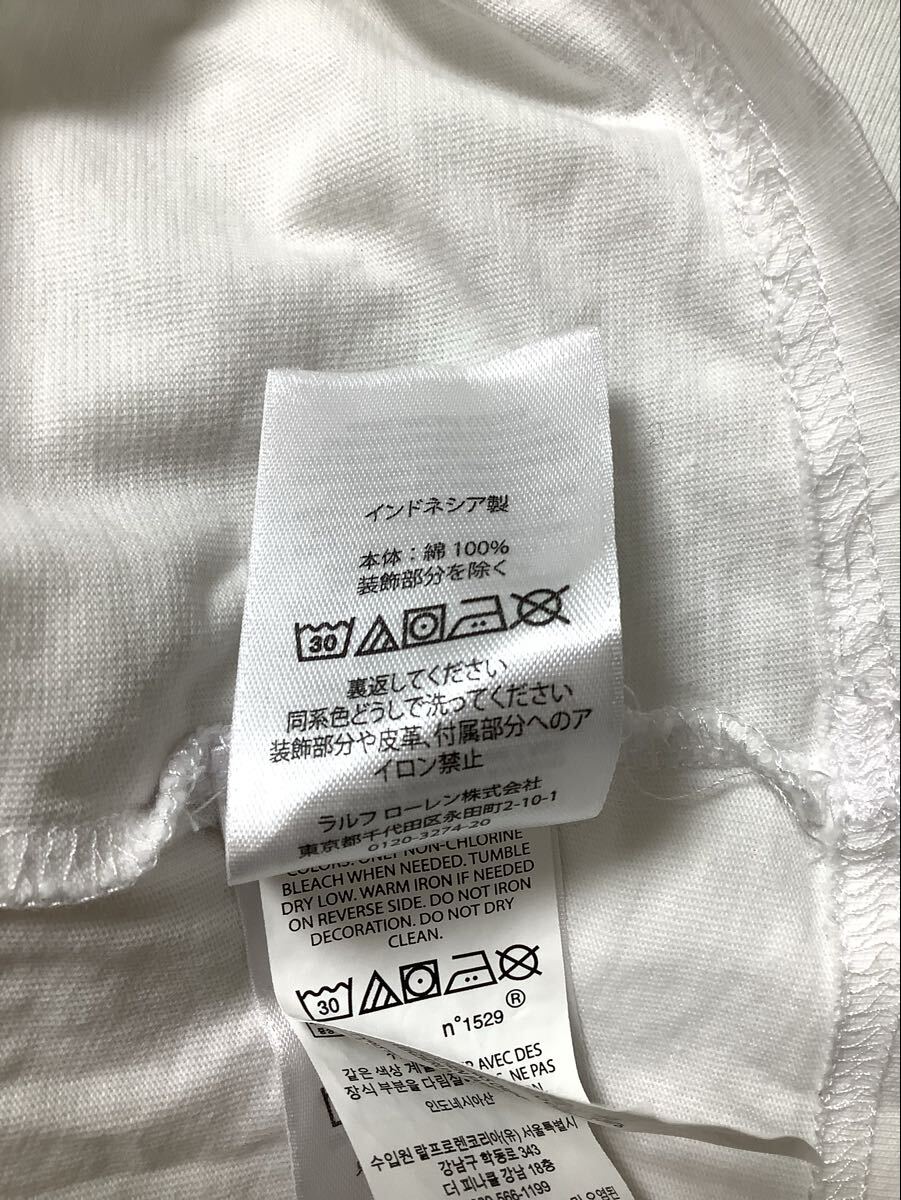 インドネシア製
本体：綿 100%
装飾部分を除く
30
裏返してください
同系色どうしで洗ってください
装飾部分や皮革、付属部分へのア
イロン禁止
ラルフ ローレン株式会社
東京都千代田区永田町2-10-1
0120-3274-20
COLORS. ONLY NON-CHLORINE
BLEACH WHEN NEEDED. TUMBLE
DRY LOW. WARM IRON IF NEEDED
ON REVERSE SIDE. DO NOT IRON
DECORATION. DO NOT DRY
CLEAN.
30
n°1529 ®
같은 색상 AVEC DES
장식 부분을 NE PAS
인도네시아산
수입원 랄프로렌코리아(유) 서울특별시
강남구 학동로 343
더 피나클 강남 18층
566-1199